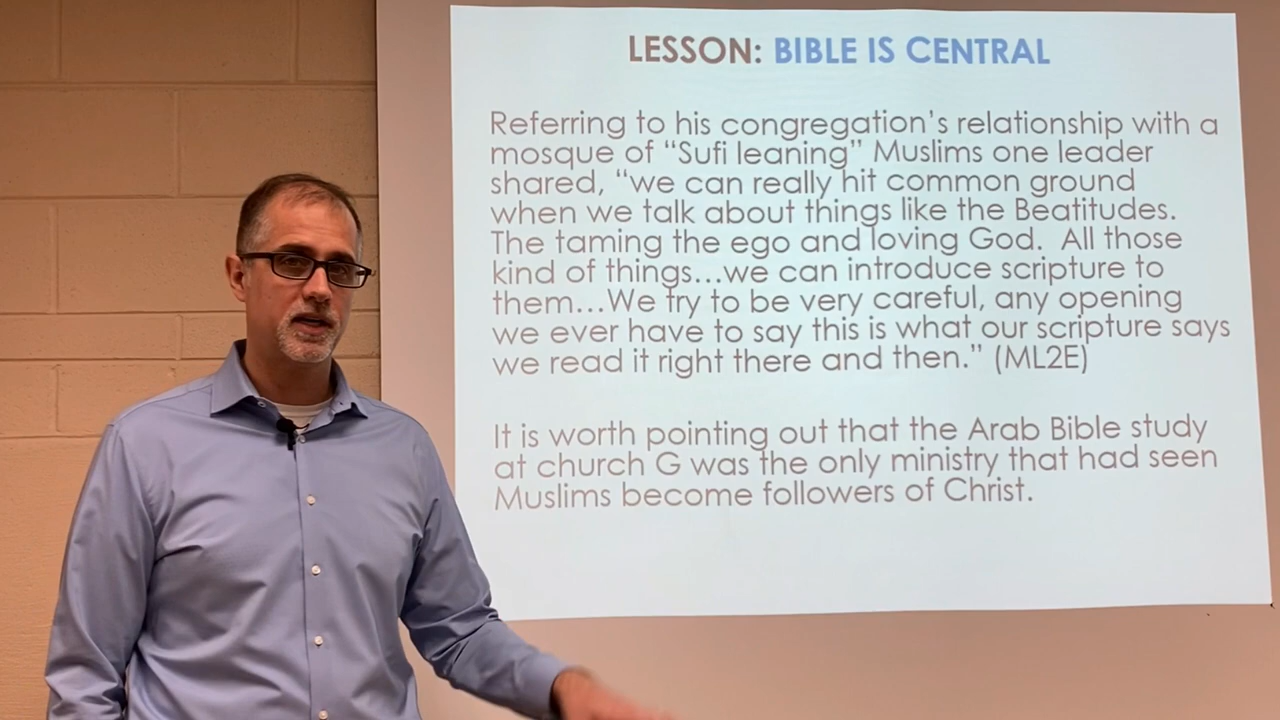 LESSON: BIBLE IS CENTRAL
Referring to his congregation’s relationship with a
mosque of “Sufi leaning” Muslims one leader
shared, “we can really hit common ground
when we talk about things like the Beatitudes.
The taming the ego and loving God.  All those
kind of things…we can introduce scripture to
them…We try to be very careful, any opening
we ever have to say this is what our scripture says
we read it right there and then.” (ML2E)
It is worth pointing out that the Arab Bible study
at church G was the only ministry that had seen
Muslims become followers of Christ.